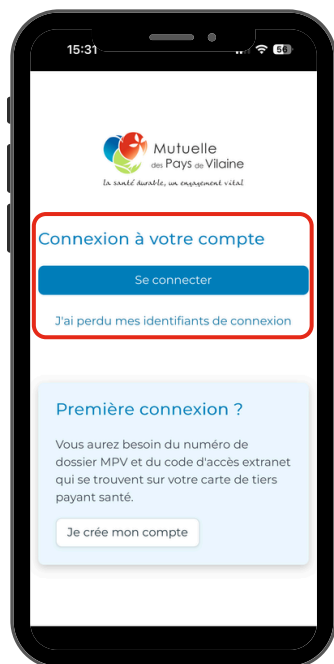 15:31
56
Mutuelle
des Pays de Vilaine
la santé durable, un engagement vital
Connexion à votre compte
Se connecter
J'ai perdu mes identifiants de connexion
Première connexion ?
Vous aurez besoin du numéro de
dossier MPV et du code d'accès extranet
qui se trouvent sur votre carte de tiers
payant santé.
Je crée mon compte